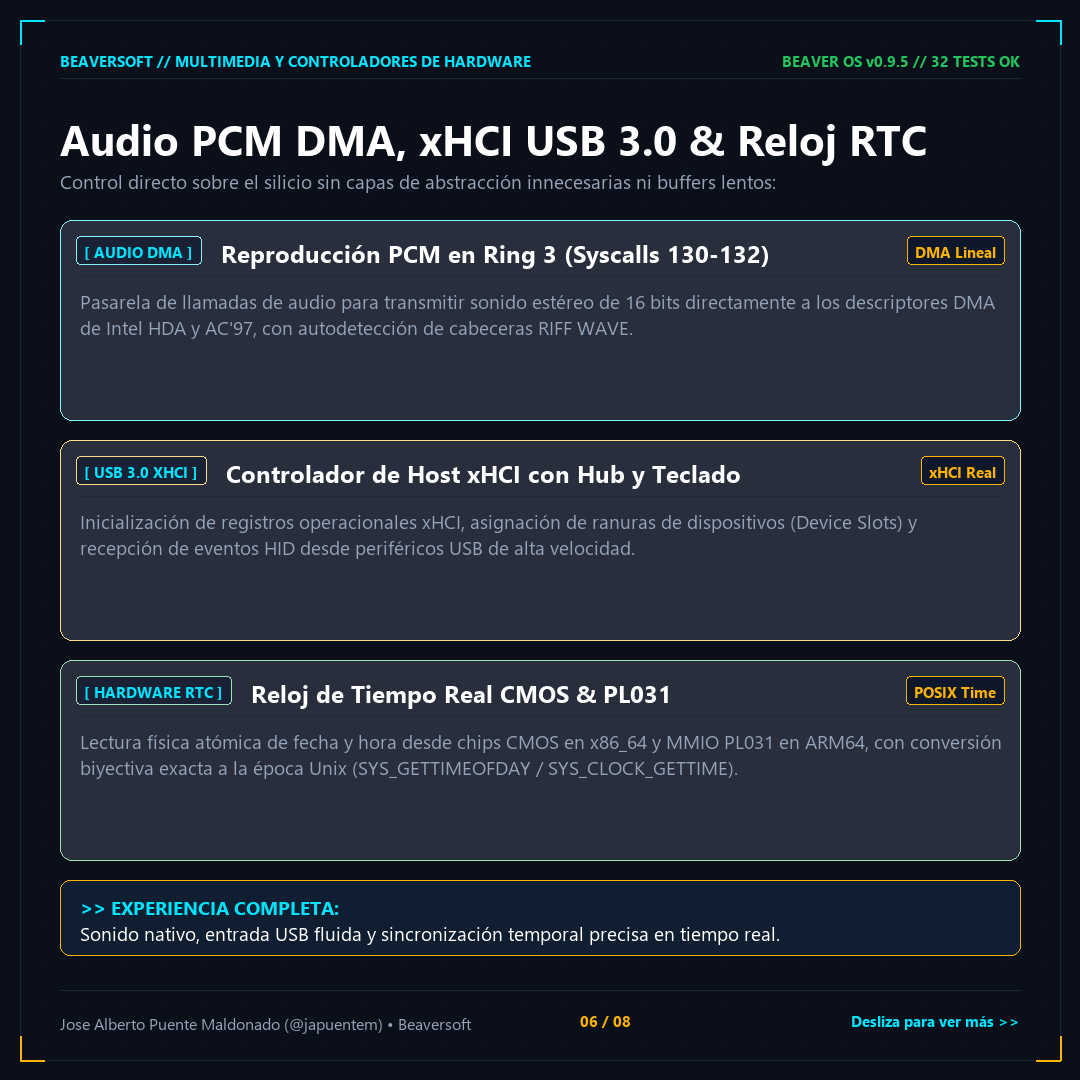 BEAVERSOFT // MULTIMEDIA Y CONTROLADORES DE HARDWARE
BEAVER OS v0.9.5 // 32 TESTS OK
Audio PCM DMA, xHCI USB 3.0 & Reloj RTC
Control directo sobre el silicio sin capas de abstracción innecesarias ni buffers lentos:
[ AUDIO DMA ]
Reproducción PCM en Ring 3 (Syscalls 130-132)
DMA Lineal
Pasarela de llamadas de audio para transmitir sonido estéreo de 16 bits directamente a los descriptores DMA
de Intel HDA y AC'97, con autodetección de cabeceras RIFF WAVE.
[ USB 3.0 XHCI ]
Controlador de Host xHCI con Hub y Teclado
xHCI Real
Inicialización de registros operacionales xHCI, asignación de ranuras de dispositivos (Device Slots) y
recepción de eventos HID desde periféricos USB de alta velocidad.
[ HARDWARE RTC ]
Reloj de Tiempo Real CMOS & PL031
POSIX Time
Lectura física atómica de fecha y hora desde chips CMOS en x86_64 y MMIO PL031 en ARM64, con conversión
biyectiva exacta a la época Unix (SYS_GETTIMEOFDAY / SYS_CLOCK_GETTIME).
>> EXPERIENCIA COMPLETA:
Sonido nativo, entrada USB fluida y sincronización temporal precisa en tiempo real.
Jose Alberto Puente Maldonado (@japuentem) • Beaversoft
06 / 08
Desliza para ver más >>